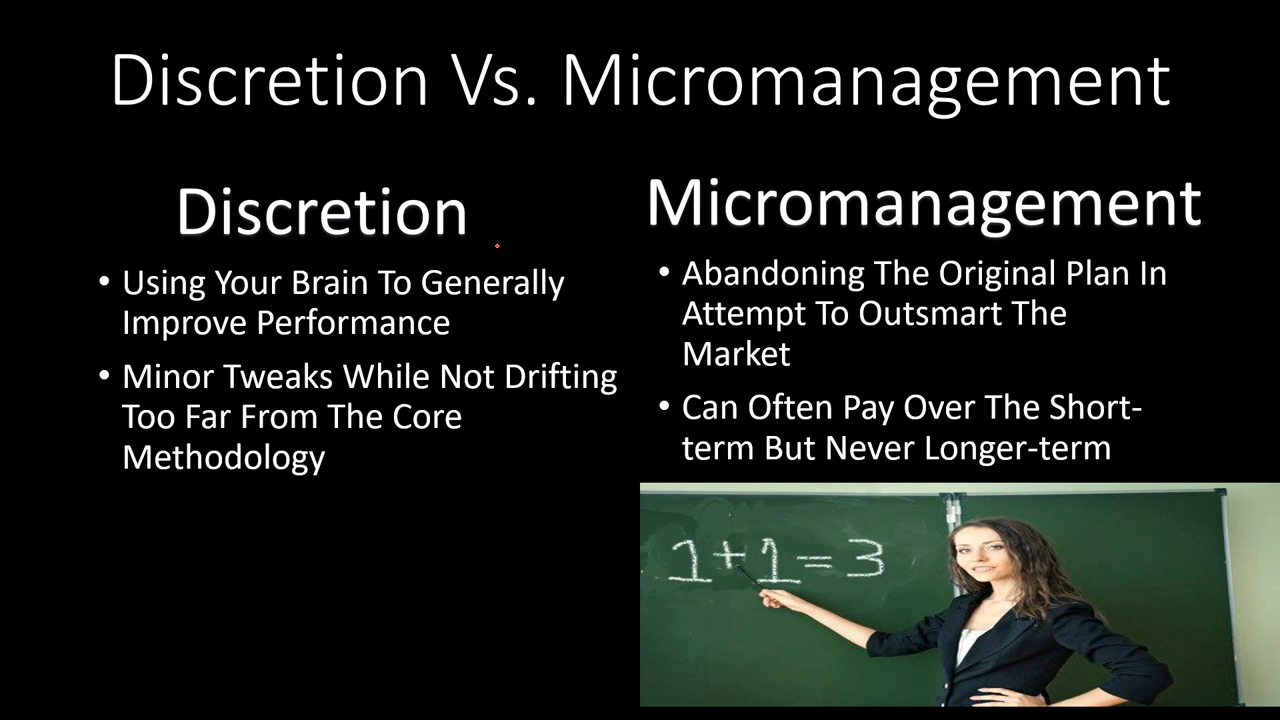 Discretion Vs. Micromanagement
Discretion
• Using Your Brain To Generally
Improve Performance
• Minor Tweaks While Not Drifting
Too Far From The Core
Methodology
Micromanagement
• Abandoning The Original Plan In
Attempt To Outsmart The
Market
• Can Often Pay Over The Short-
term But Never Longer-term
1+1=3